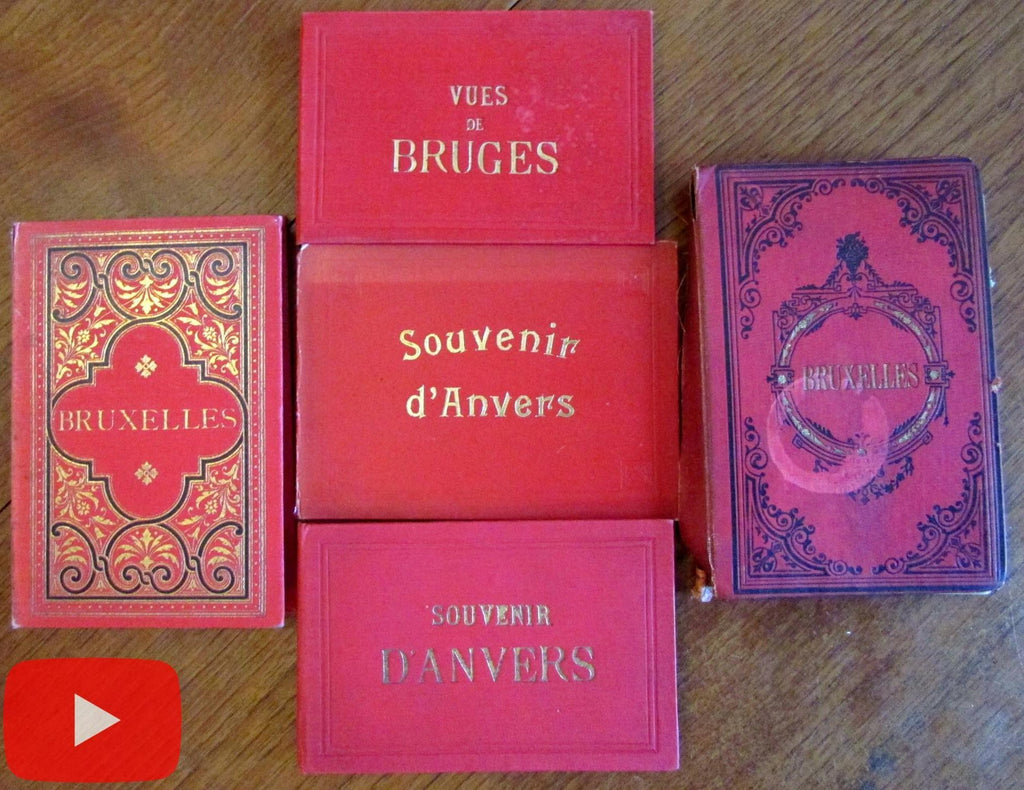 VUES
DE
BRUGES
BRUXELLES
Souvenir
d'Anvers
BRUXELLES
SOUVENIR
D'ANVERS